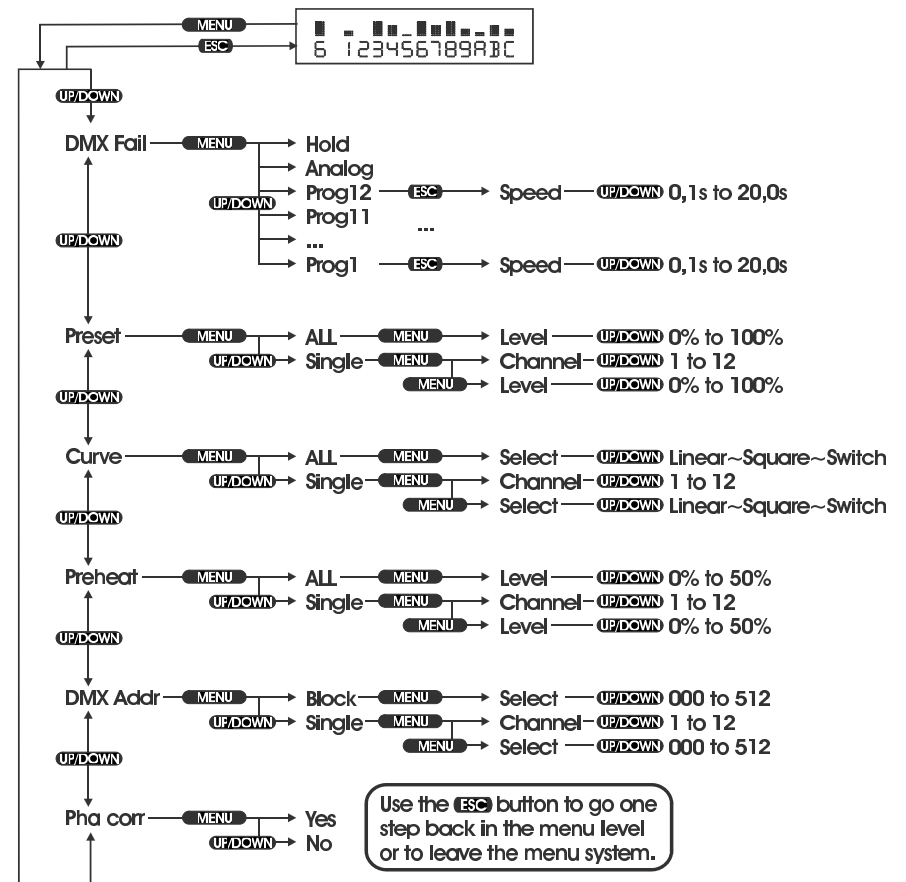 MENU
ESC
6 123456789ABC
UP/DOWN
DMX Fail MENU Hold
Analog
Prog12 ESC Speed UP/DOWN 0,1s to 20,0s
UP/DOWN
Prog11 ...
UP/DOWN
...
Prog1 ESC Speed UP/DOWN 0,1s to 20,0s
Preset MENU ALL MENU Level UP/DOWN 0% to 100%
UP/DOWN Single MENU Channel UP/DOWN 1 to 12
MENU Level UP/DOWN 0% to 100%
UP/DOWN
Curve MENU ALL MENU Select UP/DOWN Linear~Square~Switch
UP/DOWN Single MENU Channel UP/DOWN 1 to 12
MENU Select UP/DOWN Linear~Square~Switch
UP/DOWN
Preheat MENU ALL MENU Level UP/DOWN 0% to 50%
UP/DOWN Single MENU Channel UP/DOWN 1 to 12
MENU Level UP/DOWN 0% to 50%
UP/DOWN
DMX Addr MENU Block MENU Select UP/DOWN 000 to 512
UP/DOWN Single MENU Channel UP/DOWN 1 to 12
MENU Select UP/DOWN 000 to 512
UP/DOWN
Pha corr MENU Yes
UP/DOWN No
Use the ESC button to go one
step back in the menu level
or to leave the menu system.